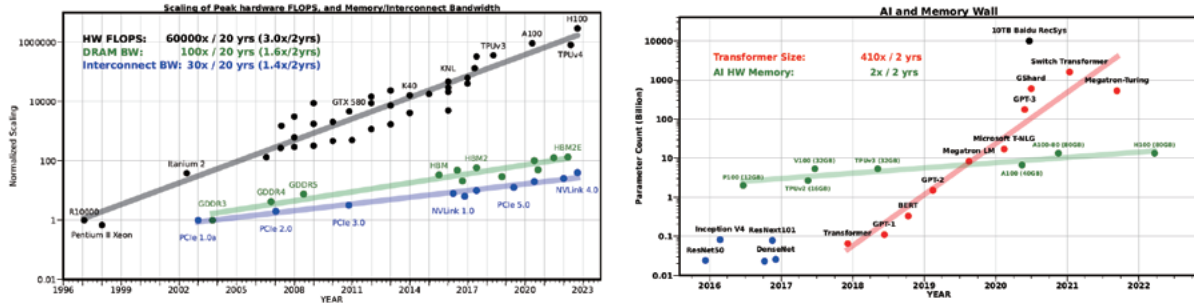 Scaling of Peak hardware FLOPS, and Memory/Interconnect Bandwidth
HW FLOPS: 60000x / 20 yrs (3.0x/2yrs)
DRAM BW: 100x / 20 yrs (1.6x/2yrs)
Interconnect BW: 30x / 20 yrs (1.4x/2yrs)
Normalized Scaling
1000000
10000
100
1
0.01
R10000
Pentium II Xeon
Itanium 2
GTX 580
K40
KNL
TPUv3
A100
H100
TPUv4
GDDR3
GDDR4
GDDR5
HBM
HBM2
HBM2E
PCIe 1.0a
PCIe 2.0
PCIe 3.0
NVLink 1.0
PCIe 5.0
NVLink 4.0
1996 1999 2002 2005 2008 2011 2014 2017 2020 2023
YEAR
AI and Memory Wall
Transformer Size: 410x / 2 yrs
AI HW Memory: 2x / 2 yrs
Parameter Count (Billion)
10000
1000
100
10
1
0.1
0.01
10TB Baidu RecSys
Switch Transformer
GShard
Megatron-Turing
GPT-3
Microsoft T-NLG
Megatron LM
A100-80 (80GB)
H100 (80GB)
V100 (32GB)
TPUv3 (32GB)
A100 (40GB)
P100 (12GB)
TPUv2 (16GB)
GPT-2
BERT
GPT-1
Transformer
Inception V4
ResNext101
ResNet50
DenseNet
2016 2017 2018 2019 2020 2021 2022
YEAR